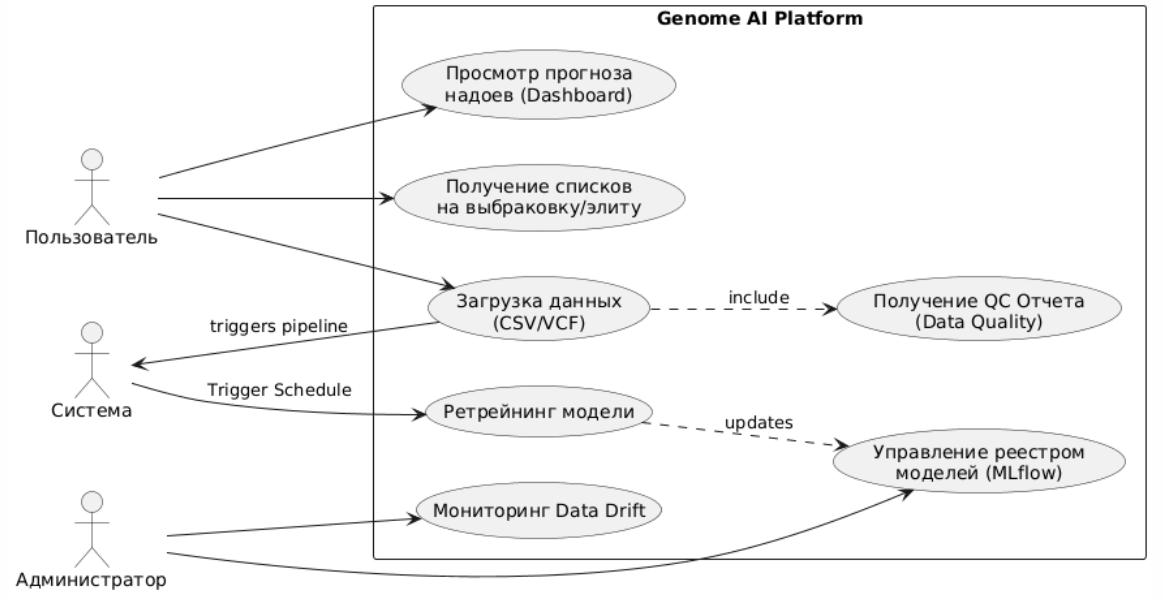 Genome AI Platform
Просмотр прогноза
надоев (Dashboard)
Получение списков
на выбраковку/элиту
Пользователь
Загрузка данных
(CSV/VCF)
include
Получение QC Отчета
(Data Quality)
triggers pipeline
Система
Trigger Schedule
Ретрейнинг модели
updates
Управление реестром
моделей (MLflow)
Мониторинг Data Drift
Администратор